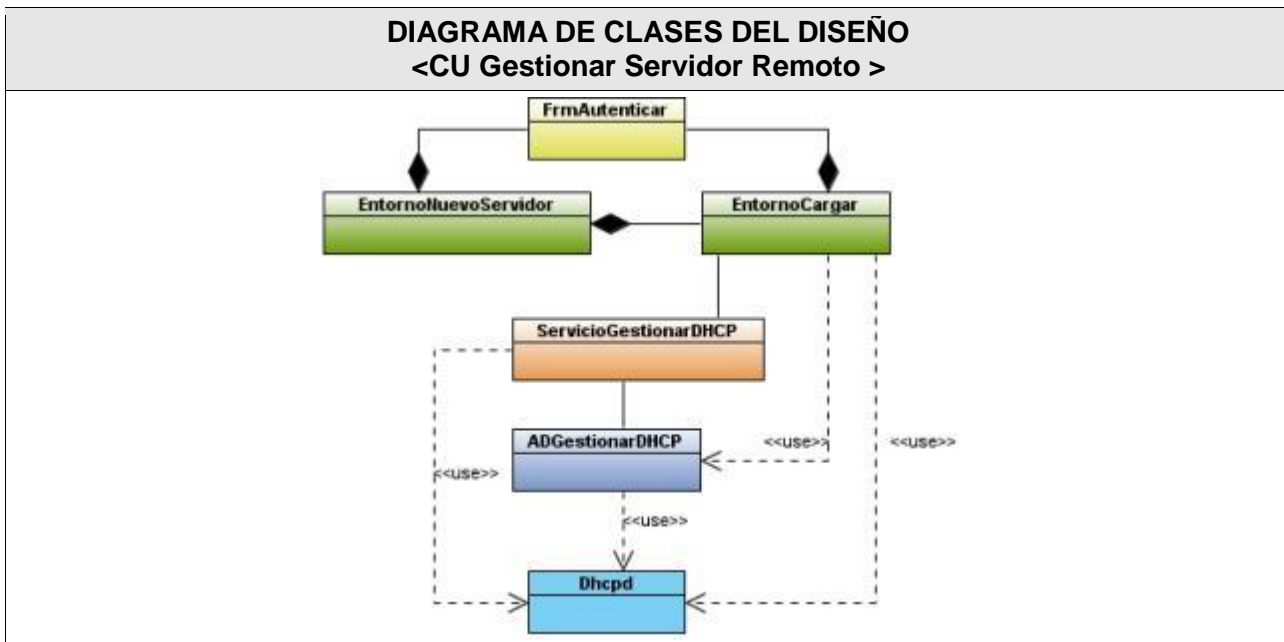 DIAGRAMA DE CLASES DEL DISEÑO
<CU Gestionar Servidor Remoto >
FrmAutenticar
EntornoNuevoServidor
EntornoCargar
ServicioGestionarDHCP
ADGestionarDHCP
<<use>>
<<use>>
<<use>>
<<use>>
Dhcpd